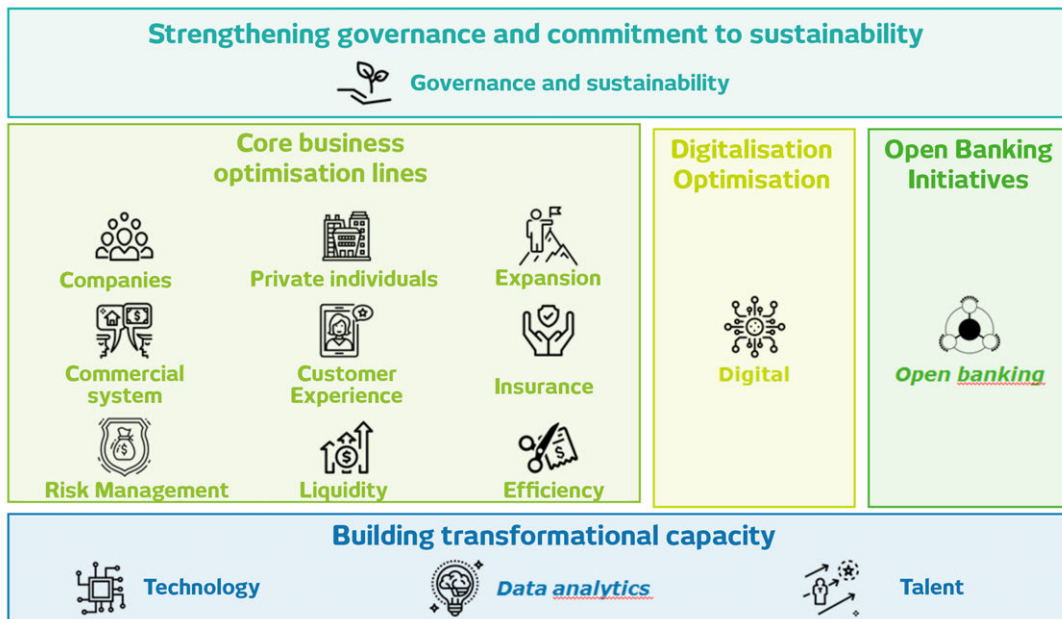 Strengthening governance and commitment to sustainability
Governance and sustainability
Core business
optimisation lines
Companies
Private individuals
Expansion
Commercial
system
Customer
Experience
Insurance
Risk Management
Liquidity
Efficiency
Digitalisation
Optimisation
Digital
Open Banking
Initiatives
Open banking
Building transformational capacity
Technology
Data analytics
Talent